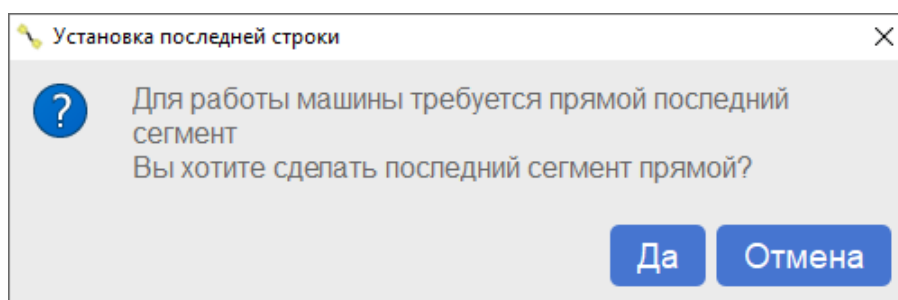 Установка последней строки
Для работы машины требуется прямой последний
сегмент
Вы хотите сделать последний сегмент прямой?
Да
Отмена